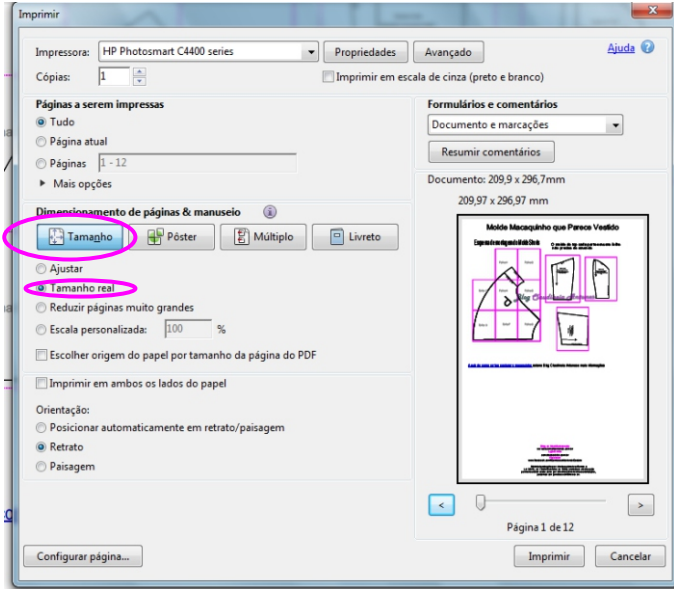 Imprimir
Impressora: HP Photosmart C4400 series Propriedades Avançado Ajuda
Cópias: 1 Imprimir em escala de cinza (preto e branco)
Páginas a serem impressas
Tudo
Página atual
Páginas 1 - 12
Mais opções
Formulários e comentários
Documento e marcações
Resumir comentários
Documento: 209,9 x 296,7mm
209,97 x 296,97 mm
Dimensionamento de páginas & manuseio
Tamanho Pôster Múltiplo Livreto
Ajustar
Tamanho real
Reduzir páginas muito grandes
Escala personalizada: 100 %
Escolher origem do papel por tamanho da página do PDF
Imprimir em ambos os lados do papel
Orientação:
Posicionar automaticamente em retrato/paisagem
Retrato
Paisagem
Molde Macaquinho que Parece Vestido
< >
Página 1 de 12
Configurar página... Imprimir Cancelar